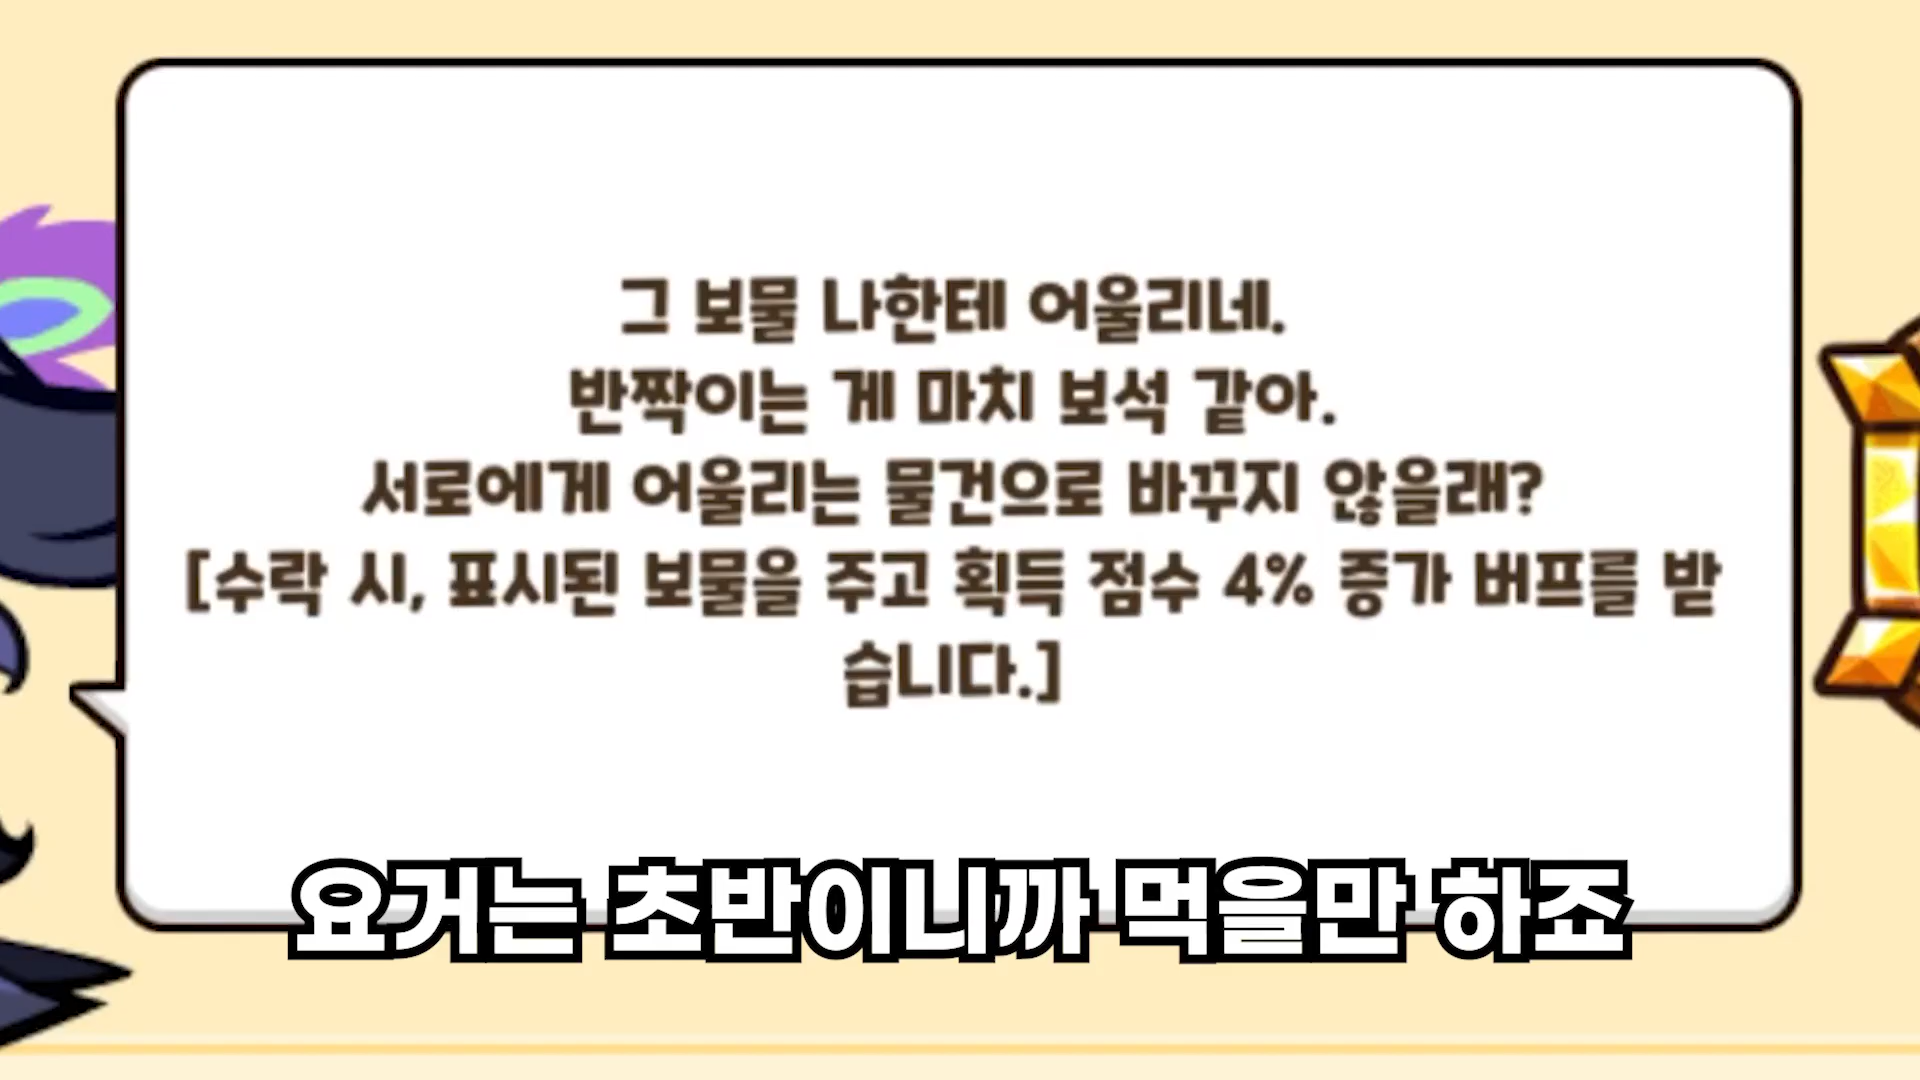 그 보물 나한테 어울리네.
반짝이는 게 마치 보석 같아.
서로에게 어울리는 물건으로 바꾸지 않을래?
[수락 시, 표시된 보물을 주고 획득 점수 4% 증가 버프를 받
습니다.]
요거는 초반이니까 먹을만 하죠